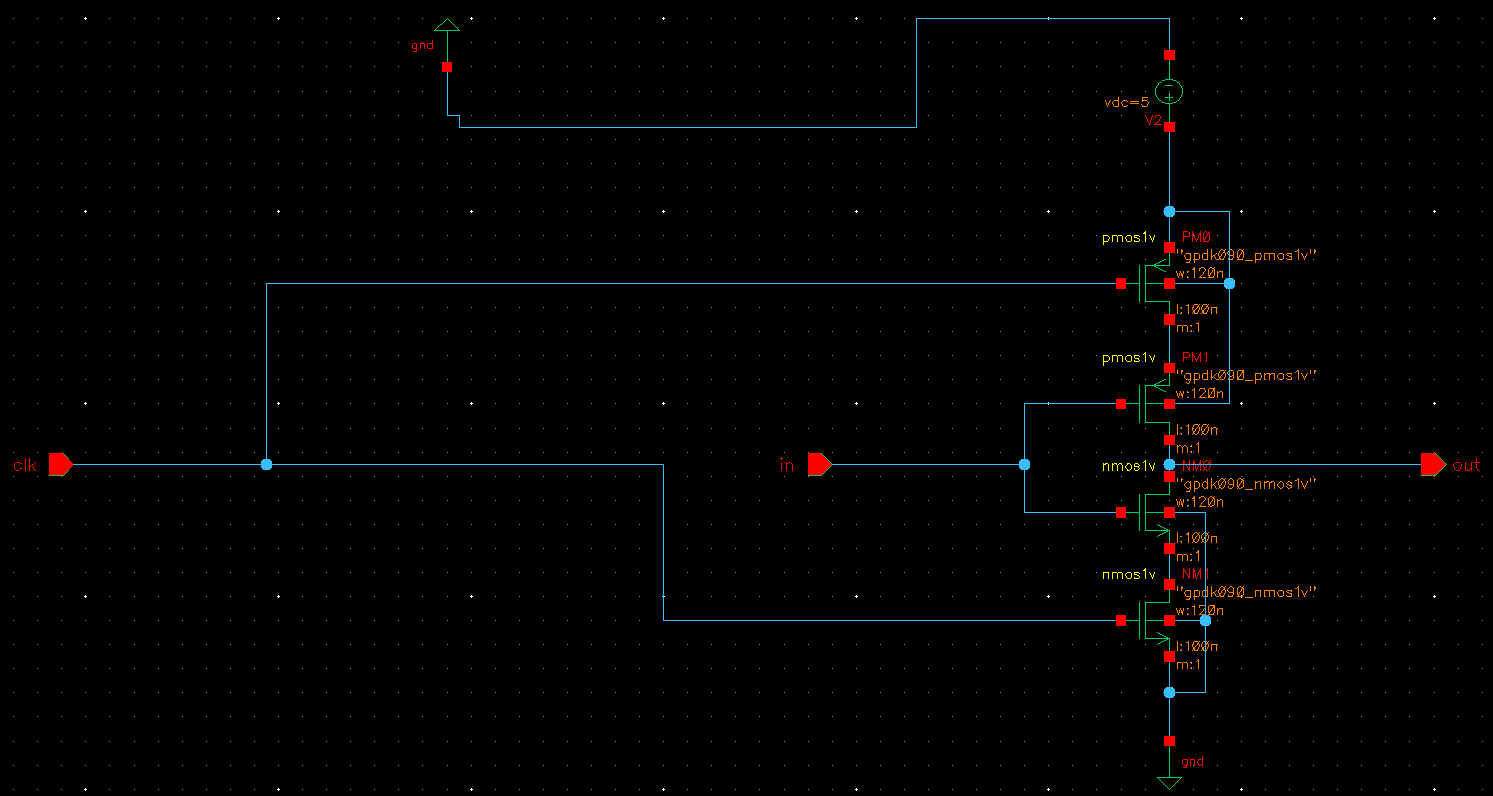 gnd
vdc=5
V2
pmos1v PM0
"gpdk090_pmos1v"
w:120n
l:100n
m:1
pmos1v PM1
"gpdk090_pmos1v"
w:120n
l:100n
m:1
clk
in
nmos1v NM0
out
"gpdk090_nmos1v"
w:120n
l:100n
m:1
nmos1v NM1
"gpdk090_nmos1v"
w:120n
l:100n
m:1
gnd